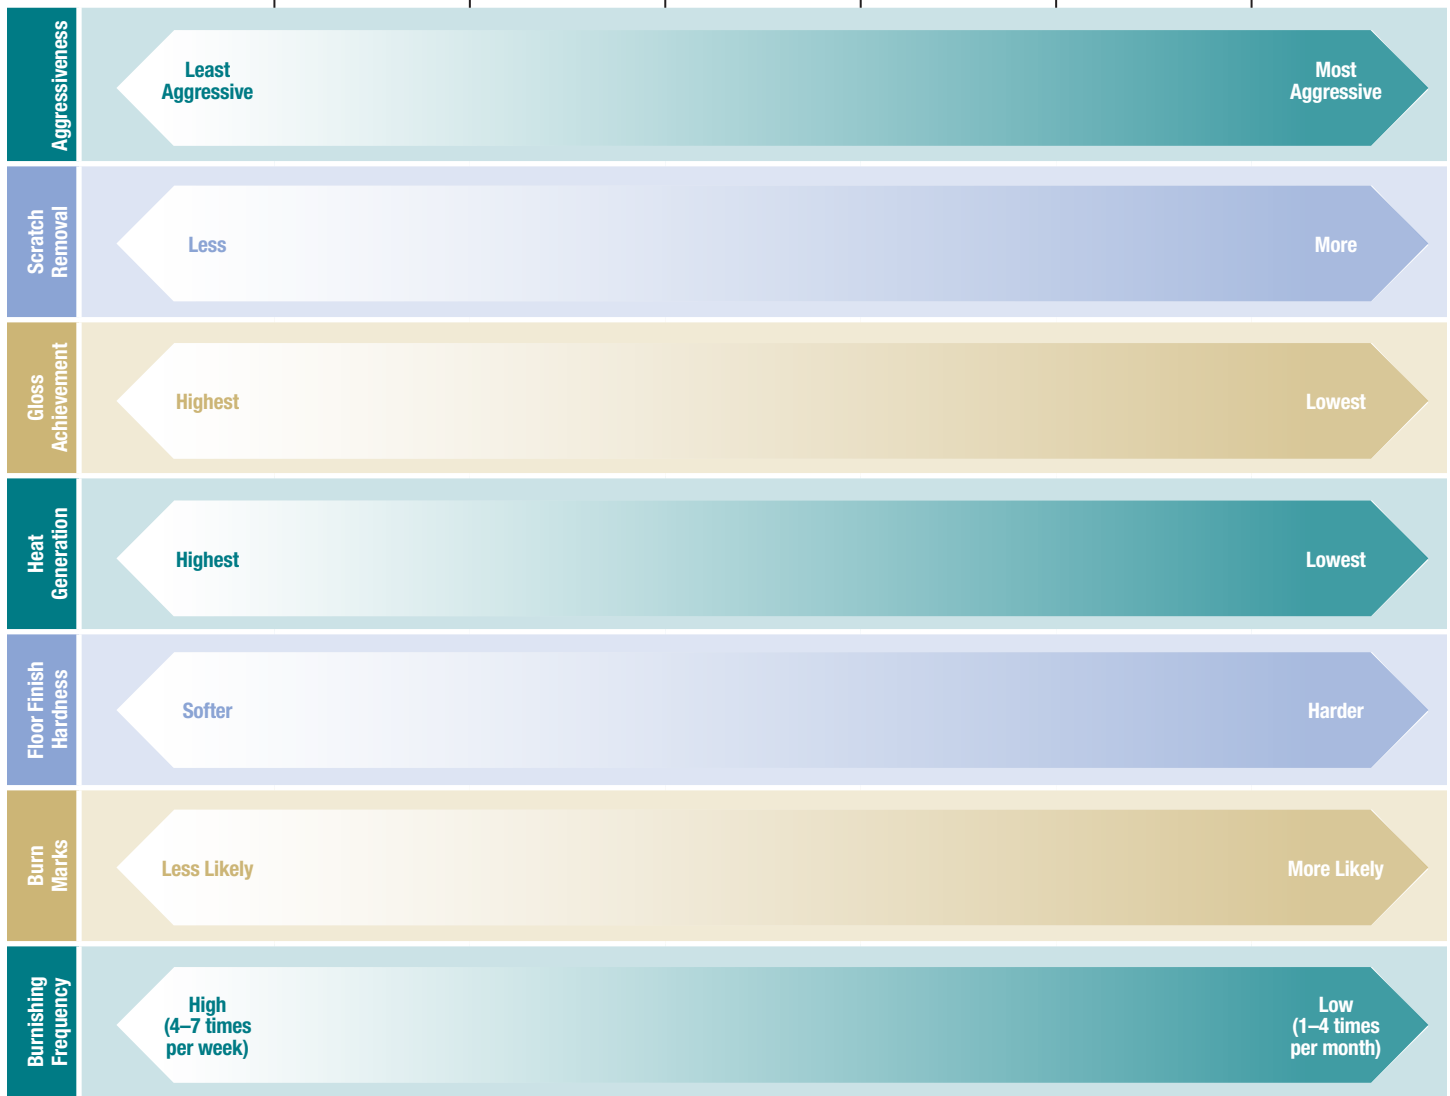 Aggressiveness
Least
Aggressive
Most
Aggressive
Scratch
Removal
Less
More
Gloss
Achievement
Highest
Lowest
Heat
Generation
Highest
Lowest
Floor Finish
Hardness
Softer
Harder
Burn
Marks
Less Likely
More Likely
Burnishing
Frequency
High
(4–7 times
per week)
Low
(1–4 times
per month)